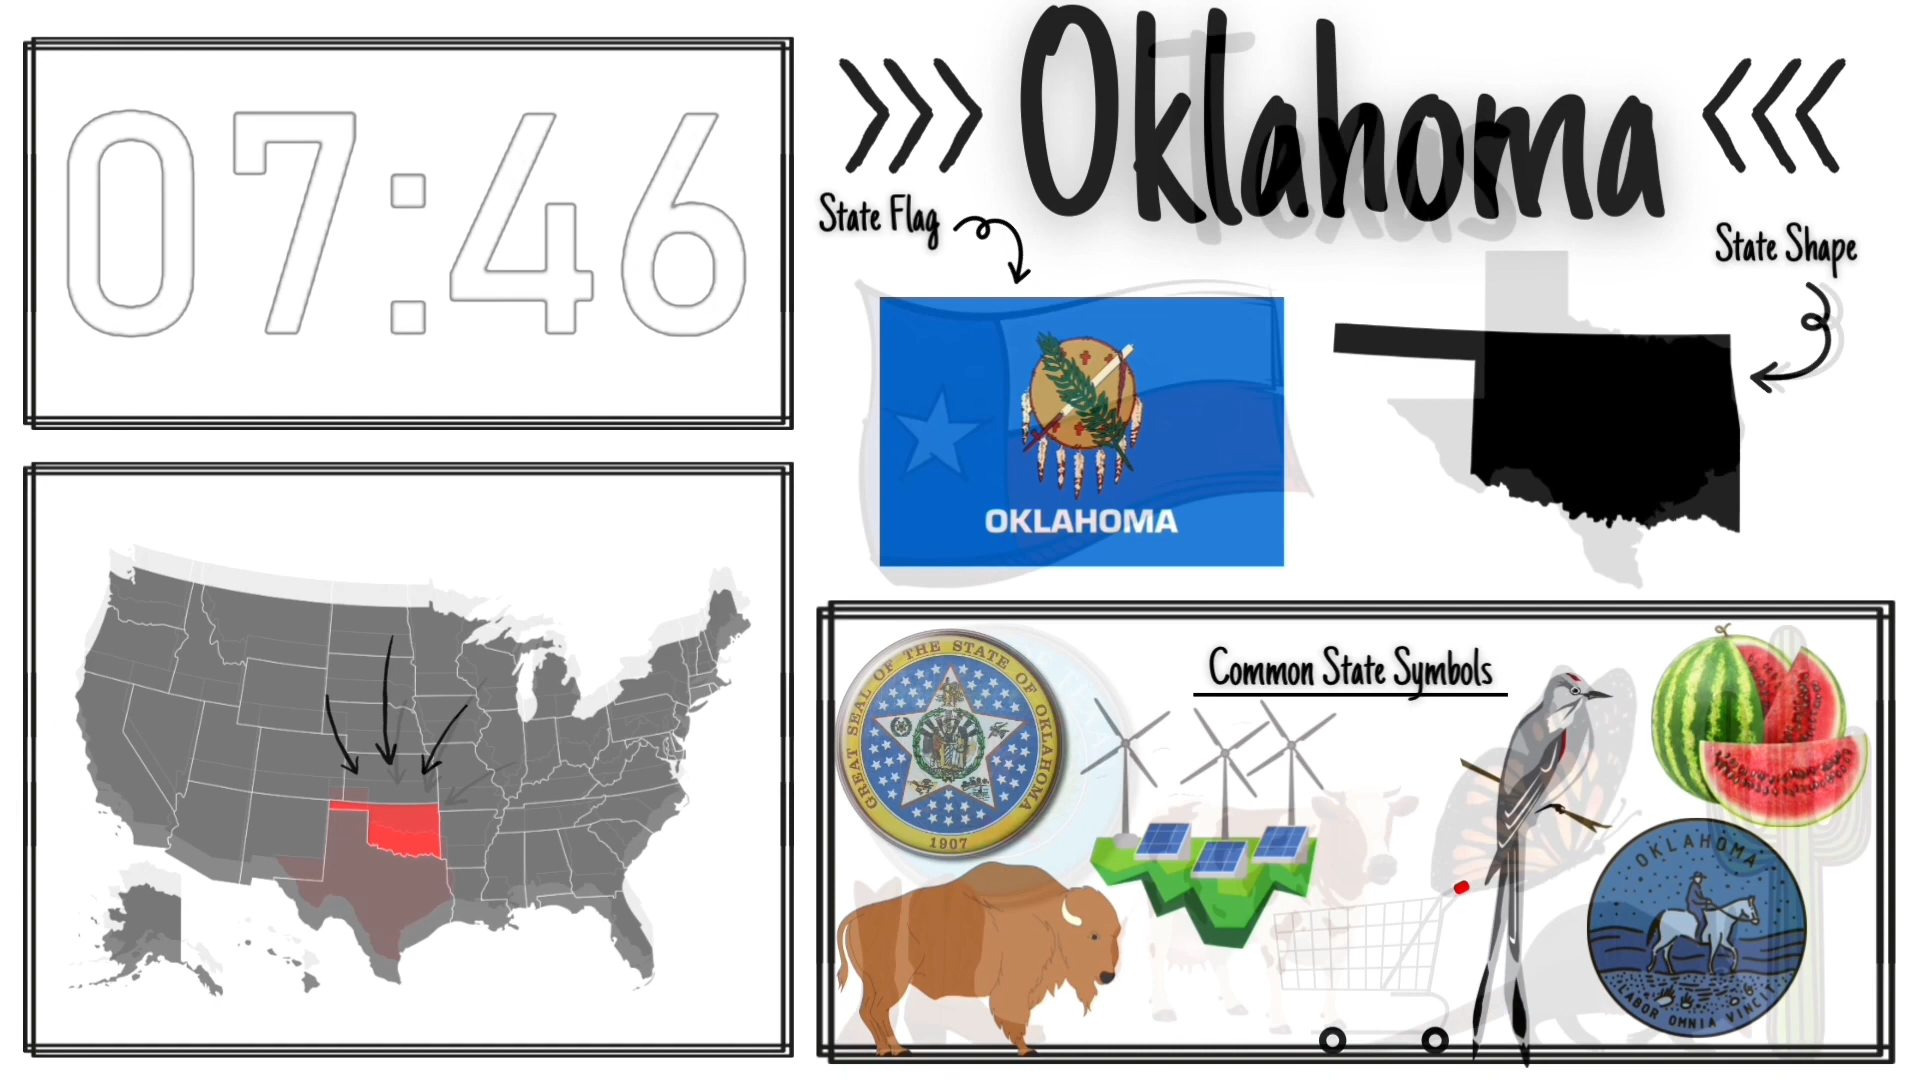 07:46
Oklahoma
Texas
State Flag
State Shape
OKLAHOMA
Common State Symbols
GREAT SEAL OF THE STATE OF OKLAHOMA
1907
OKLAHOMA
LABOR OMNIA VINCIT